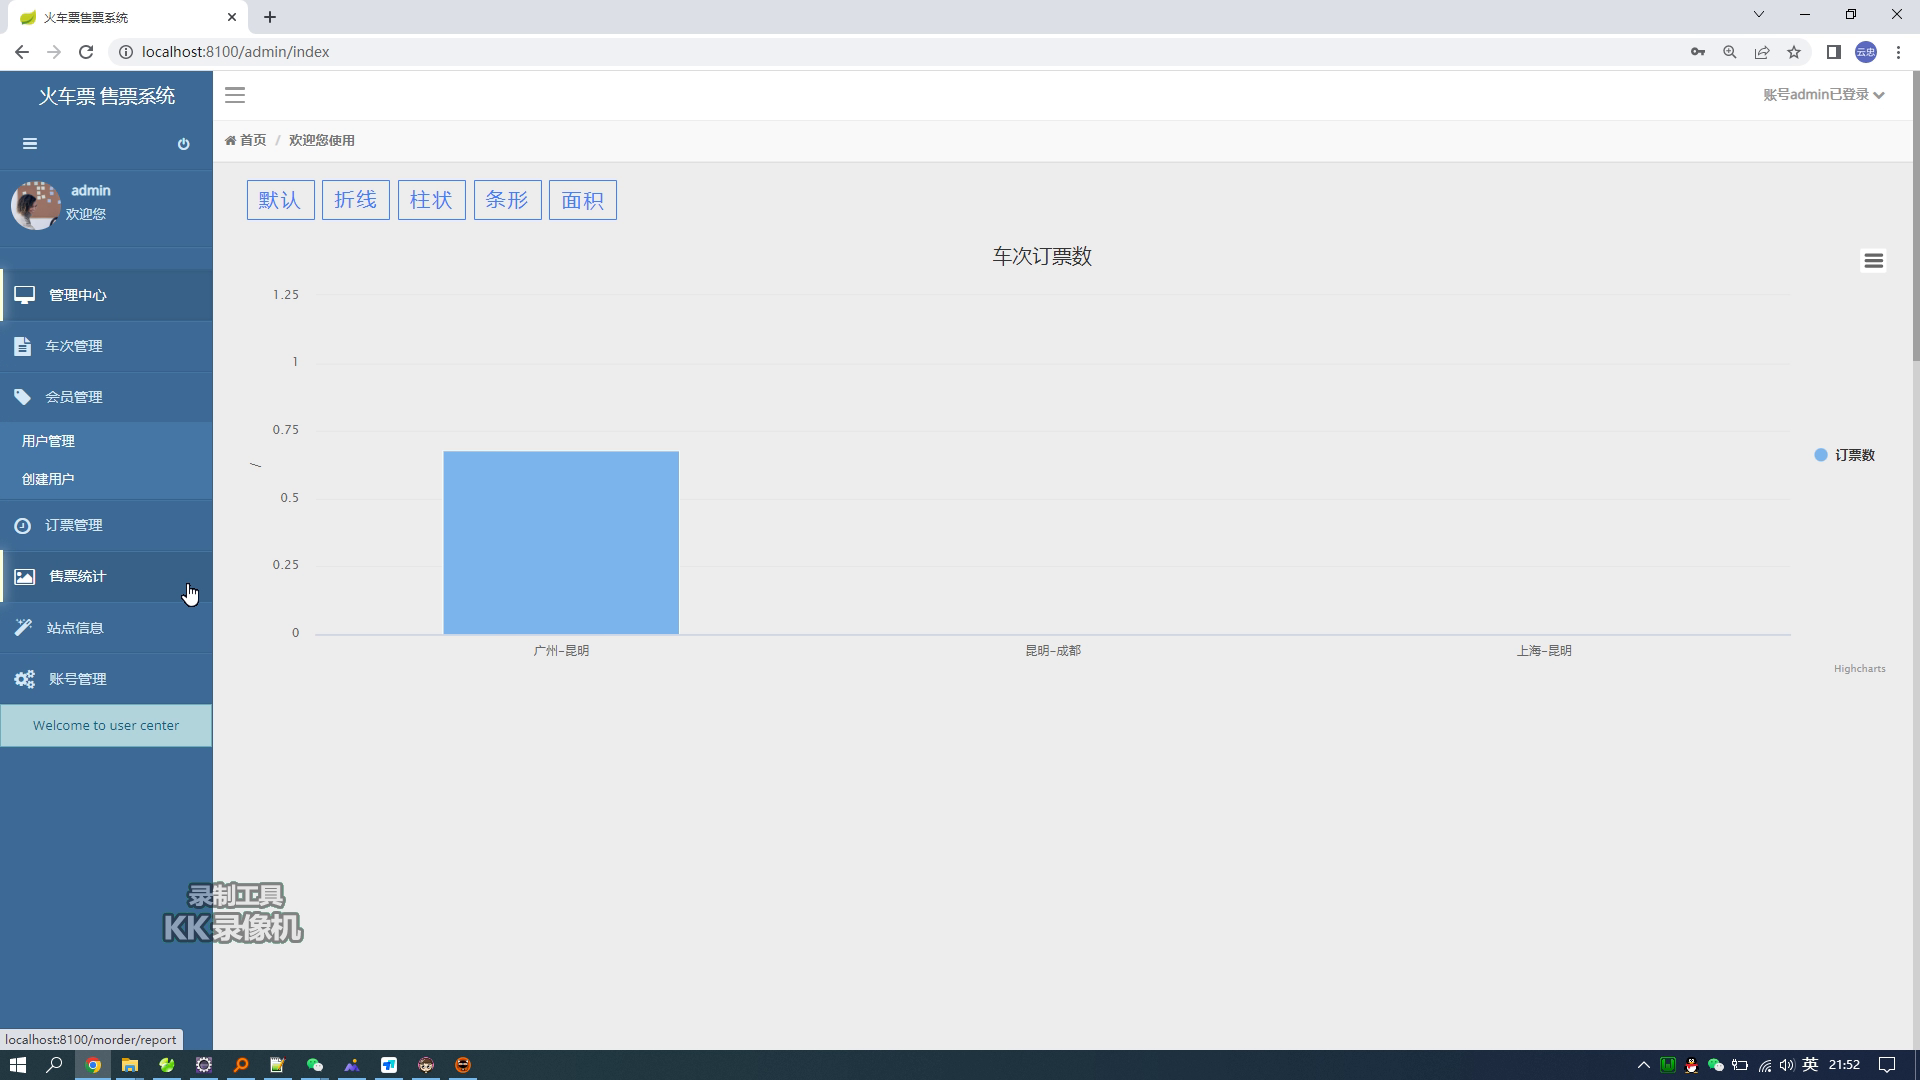 火车票售票系统
localhost:8100/admin/index
云忠
火车票 售票系统
账号admin已登录
首页 / 欢迎您使用
admin
欢迎您
默认 折线 柱状 条形 面积
车次订票数
管理中心
车次管理
会员管理
用户管理
创建用户
订票管理
售票统计
站点信息
账号管理
Welcome to user center
1.25
1
0.75
0.5
0.25
0
/
订票数
广州-昆明 昆明-成都 上海-昆明
Highcharts
录制工具
KK录像机
localhost:8100/morder/report
英 21:52